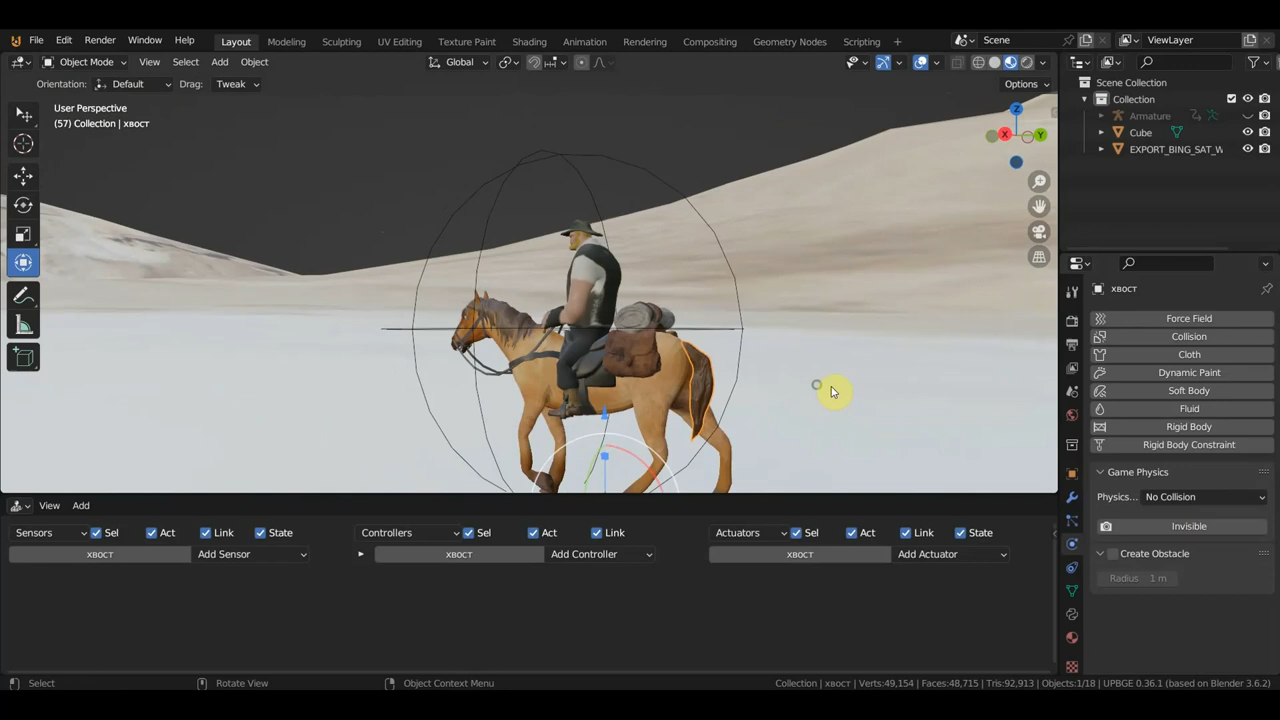 File Edit Render Window Help Layout Modeling Sculpting UV Editing Texture Paint Shading Animation Rendering Compositing Geometry Nodes Scripting + Scene ViewLayer
Object Mode View Select Add Object Global
Orientation: Default Drag: Tweak Options
User Perspective
(57) Collection | хвост
Z
X
Y
Scene Collection
Collection
Armature
Cube
EXPORT_BING_SAT_W
хвост
Force Field
Collision
Cloth
Dynamic Paint
Soft Body
Fluid
Rigid Body
Rigid Body Constraint
Game Physics
Physics... No Collision
Invisible
Create Obstacle
Radius 1 m
View Add
Sensors Sel Act Link State Controllers Sel Act Link Actuators Sel Act Link State
хвост Add Sensor хвост Add Controller хвост Add Actuator
Select Rotate View Object Context Menu Collection | хвост | Verts:49,154 | Faces:48,715 | Tris:92,913 | Objects:1/18 | UPBGE 0.36.1 (based on Blender 3.6.2)